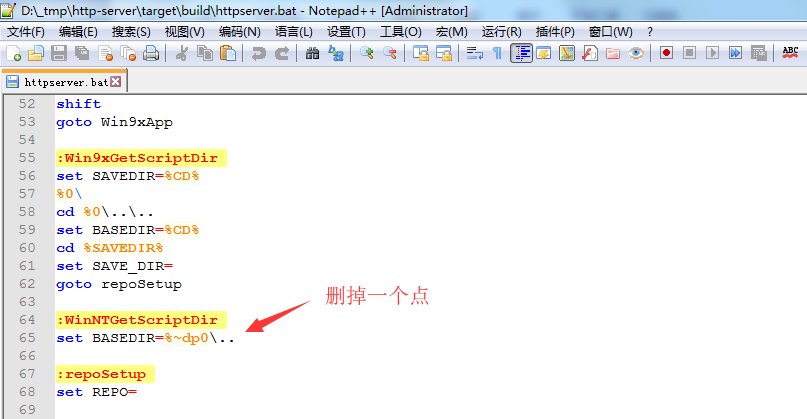 D:\_tmp\http-server\target\build\httpserver.bat - Notepad++ [Administrator]
文件(F) 编辑(E) 搜索(S) 视图(V) 编码(N) 语言(L) 设置(T) 工具(O) 宏(M) 运行(R) 插件(P) 窗口(W) ?
httpserver.bat
52 shift
53 goto Win9xApp
54
55 :Win9xGetScriptDir
56 set SAVEDIR=%CD%
57 %0\
58 cd %0\..\..
59 set BASEDIR=%CD%
60 cd %SAVEDIR%
61 set SAVE_DIR=
62 goto repoSetup
63
删掉一个点
64 :WinNTGetScriptDir
65 set BASEDIR=%~dp0\..
66
67 :repoSetup
68 set REPO=
69